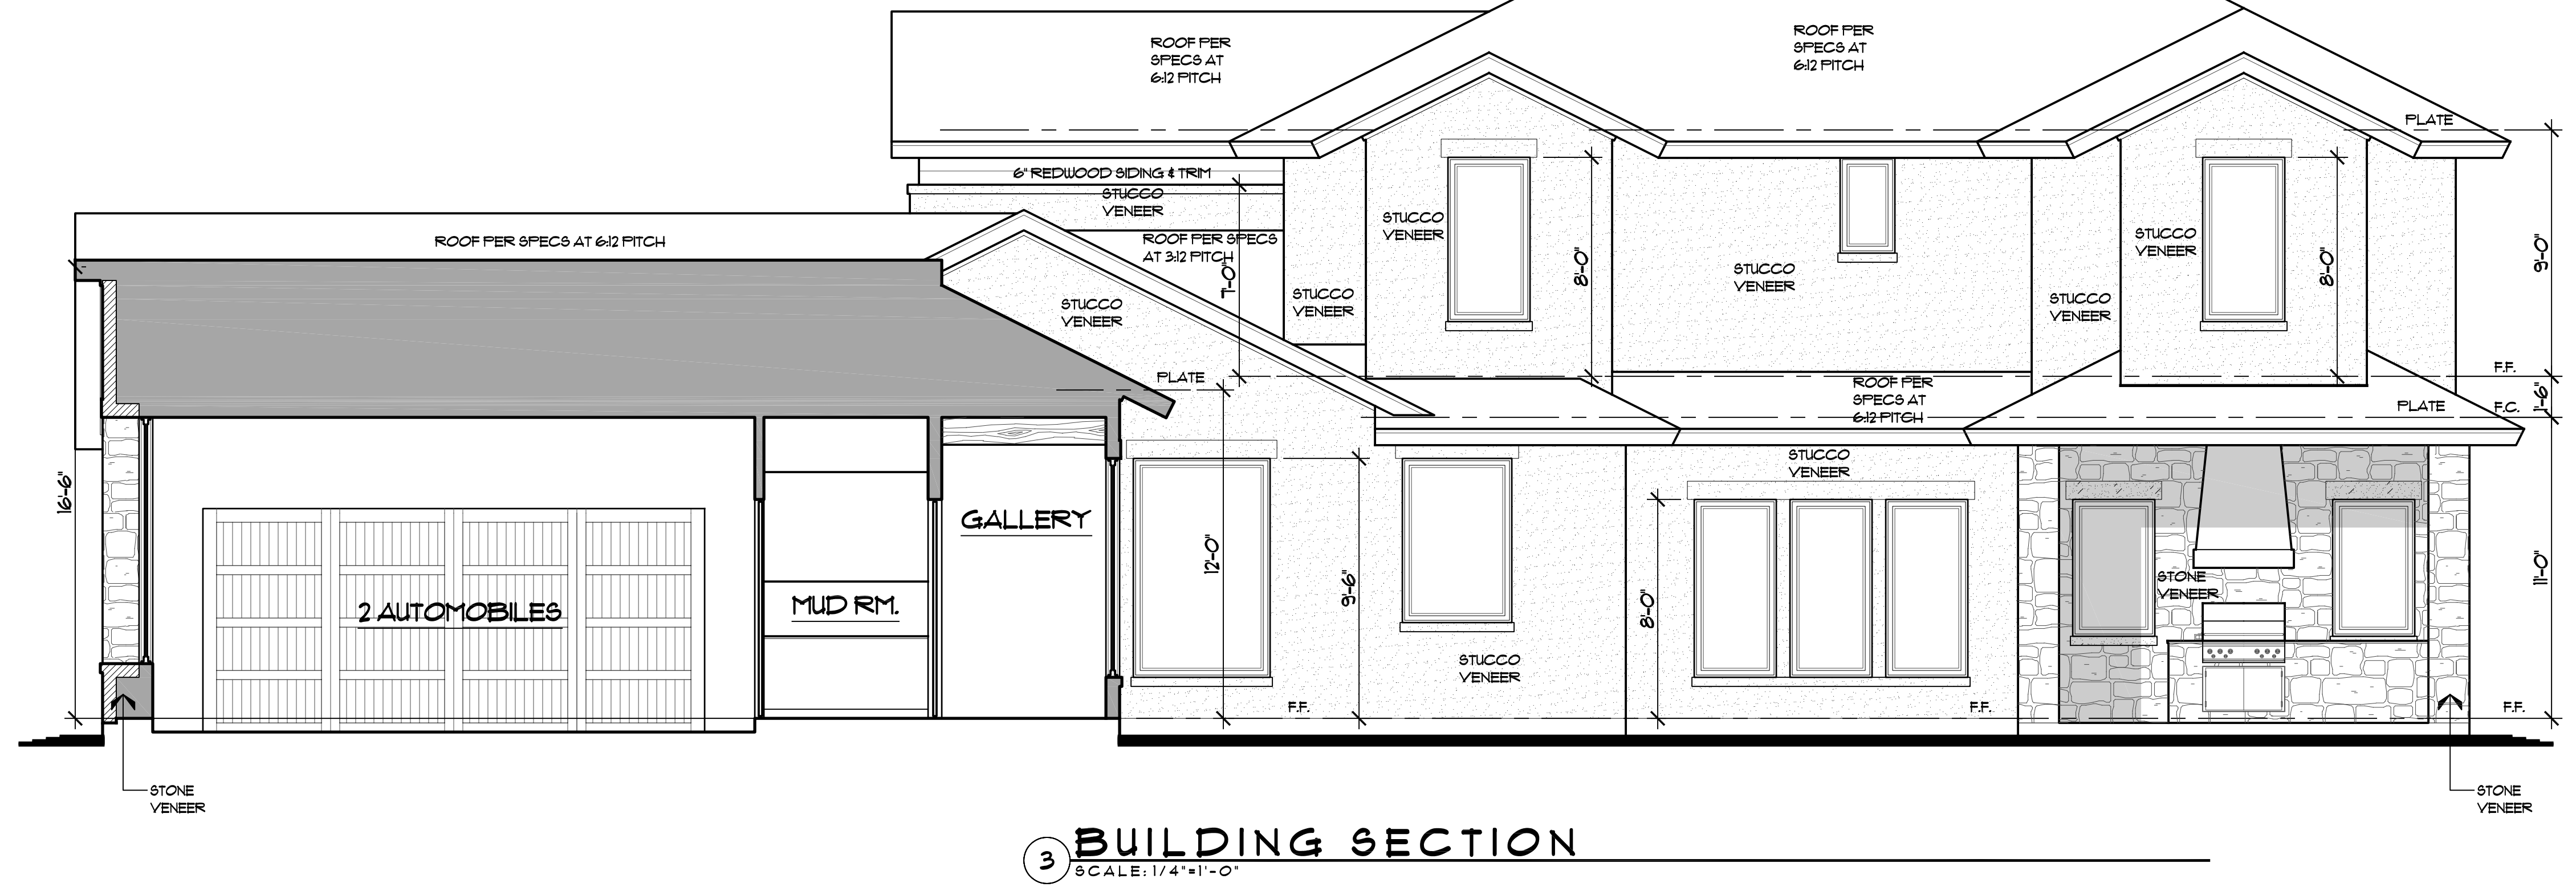 ROOF PER
SPECS AT
6:12 PITCH
ROOF PER
SPECS AT
6:12 PITCH
PLATE
6" REDWOOD SIDING & TRIM
STUCCO
VENEER
STUCCO
VENEER
8'-0"
STUCCO
VENEER
STUCCO
VENEER
8'-0"
9'-0"
ROOF PER SPECS AT 6:12 PITCH
ROOF PER SPECS
AT 3:12 PITCH
7'-0"
STUCCO
VENEER
STUCCO
VENEER
STUCCO
VENEER
PLATE
ROOF PER
SPECS AT
6:12 PITCH
F.F.
PLATE
F.C.
1'-6"
16'-6"
GALLERY
12'-0"
9'-6"
STUCCO
VENEER
8'-0"
11'-0"
2 AUTOMOBILES
MUD RM.
STONE
VENEER
STUCCO
VENEER
F.F.
F.F.
F.F.
STONE
VENEER
STONE
VENEER
3
BUILDING SECTION
SCALE: 1/4"=1'-0"